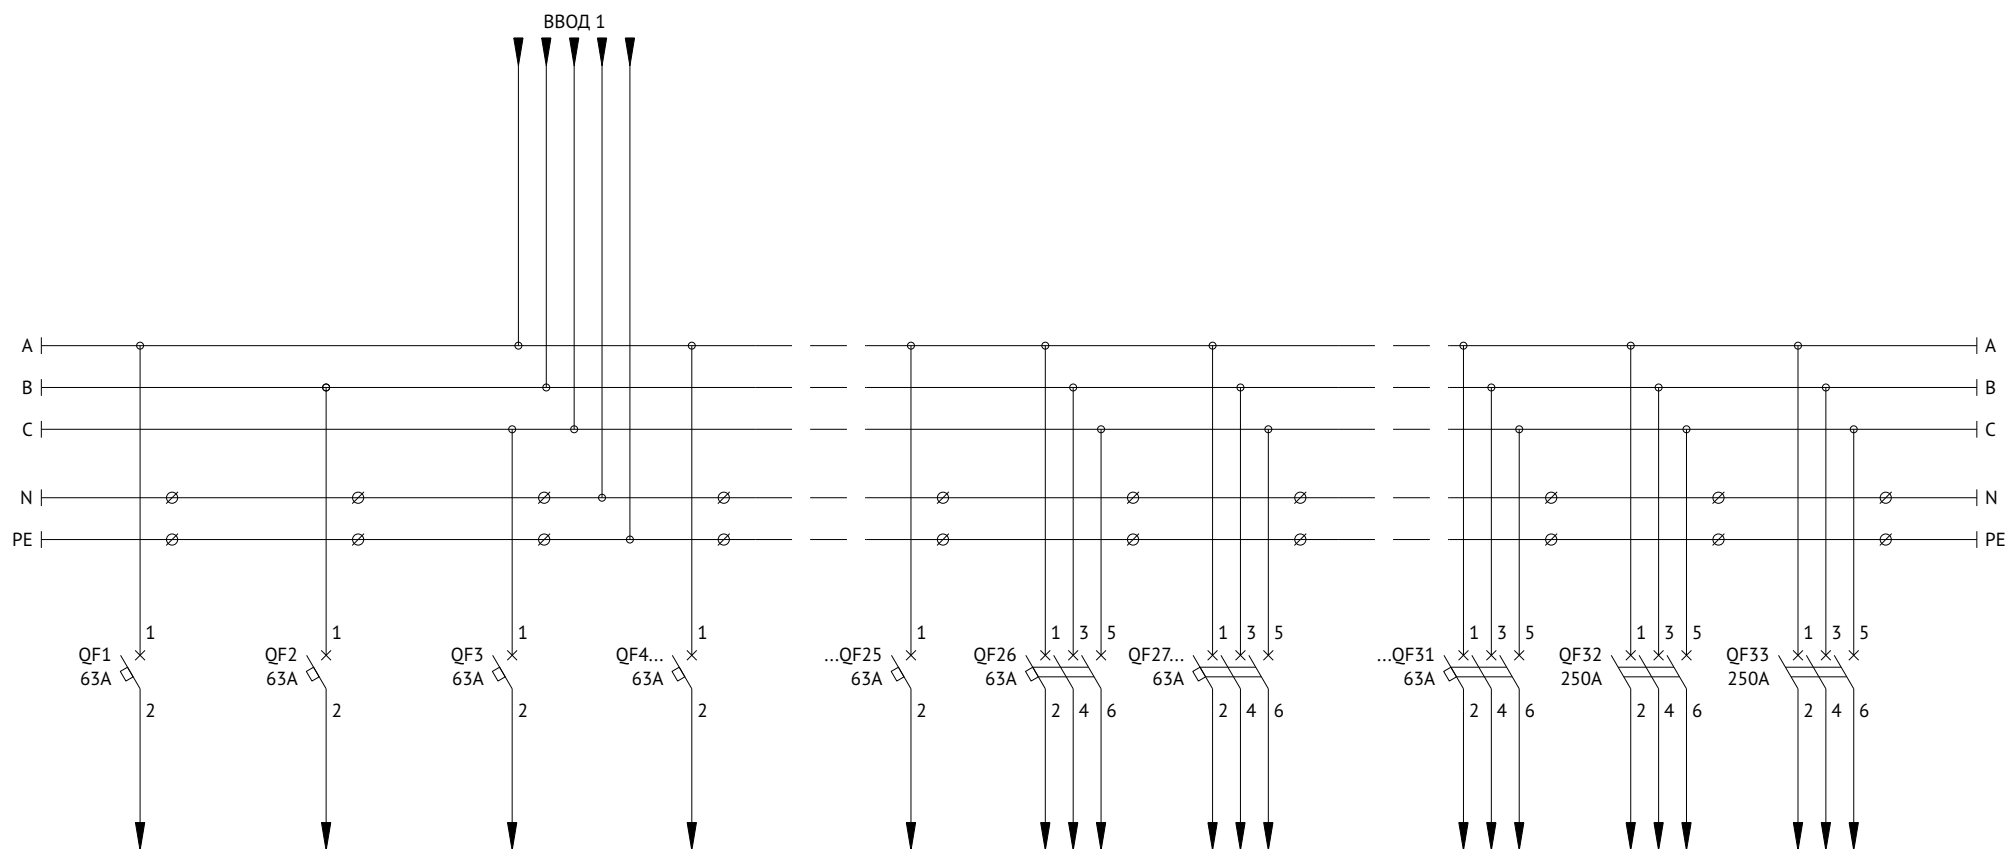 ВВОД 1
A A
B B
C C
N N
PE PE
1 1 1 1 1 1 3 5 1 3 5 1 3 5 1 3 5 1 3 5
QF1 QF2 QF3 QF4... ...QF25 QF26 QF27... ...QF31 QF32 QF33
63A 63A 63A 63A 63A 63A 63A 63A 250A 250A
2 2 2 2 2 2 4 6 2 4 6 2 4 6 2 4 6 2 4 6